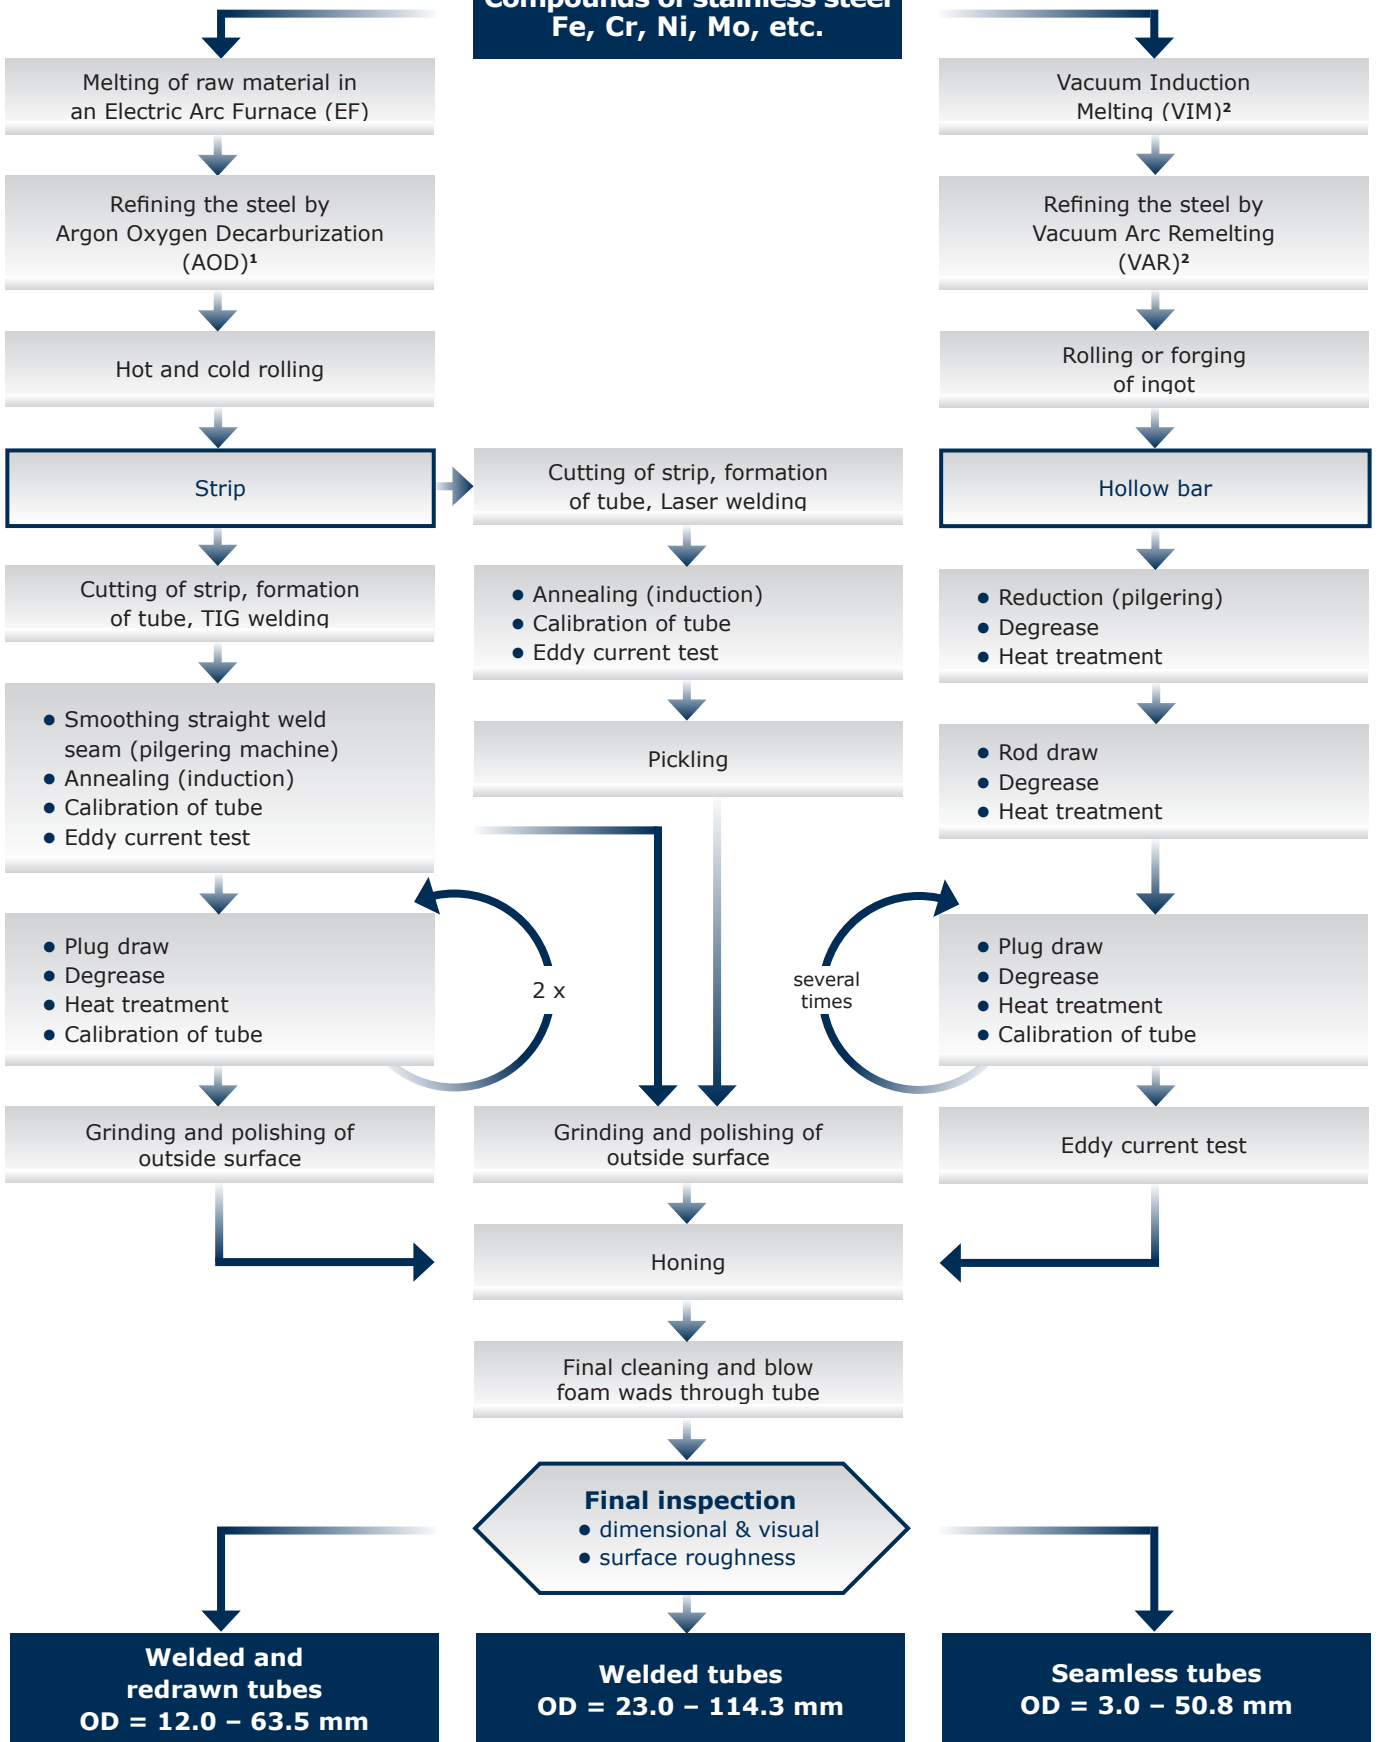 Compounds of stainless steel
Fe, Cr, Ni, Mo, etc.
Melting of raw material in
an Electric Arc Furnace (EF)
Refining the steel by
Argon Oxygen Decarburization
(AOD)¹
Hot and cold rolling
Strip
Cutting of strip, formation
of tube, TIG welding
● Smoothing straight weld
seam (pilgering machine)
● Annealing (induction)
● Calibration of tube
● Eddy current test
● Plug draw
● Degrease
● Heat treatment
● Calibration of tube
2 x
Grinding and polishing of
outside surface
Cutting of strip, formation
of tube, Laser welding
● Annealing (induction)
● Calibration of tube
● Eddy current test
Pickling
Grinding and polishing of
outside surface
Vacuum Induction
Melting (VIM)²
Refining the steel by
Vacuum Arc Remelting
(VAR)²
Rolling or forging
of ingot
Hollow bar
● Reduction (pilgering)
● Degrease
● Heat treatment
● Rod draw
● Degrease
● Heat treatment
several
times
● Plug draw
● Degrease
● Heat treatment
● Calibration of tube
Eddy current test
Honing
Final cleaning and blow
foam wads through tube
Final inspection
● dimensional & visual
● surface roughness
Welded and
redrawn tubes
OD = 12.0 – 63.5 mm
Welded tubes
OD = 23.0 – 114.3 mm
Seamless tubes
OD = 3.0 – 50.8 mm